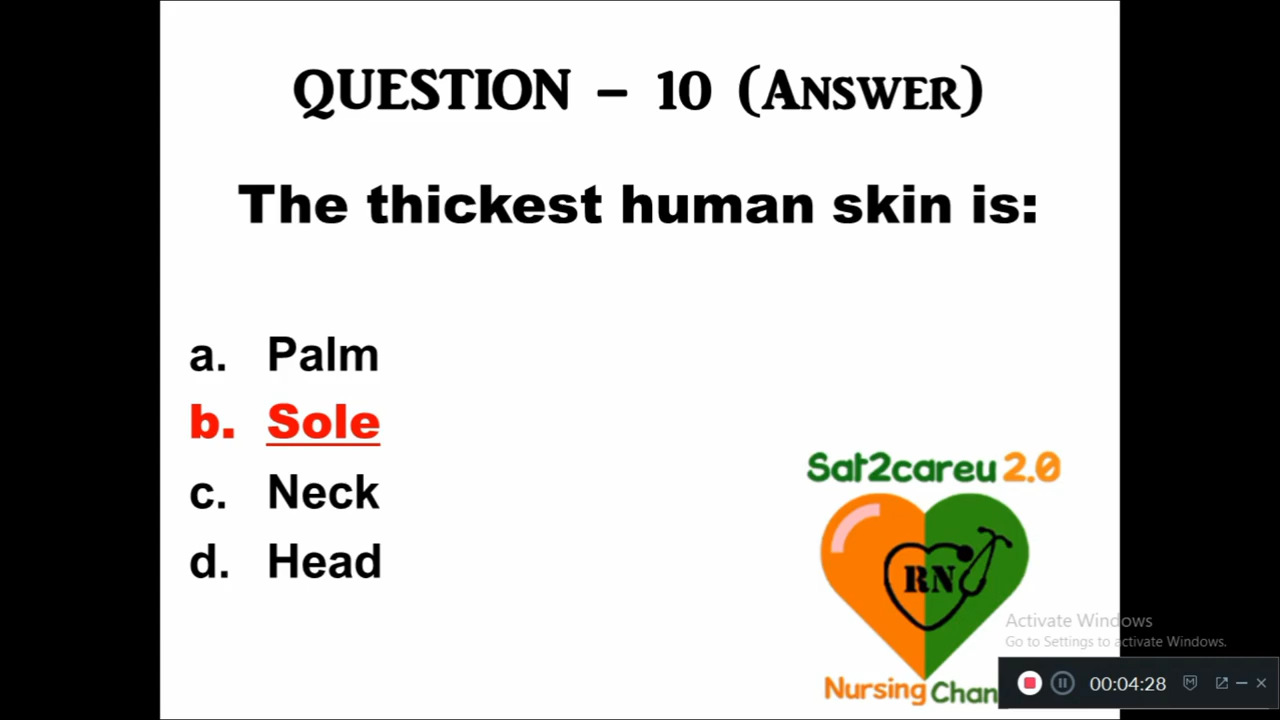 QUESTION – 10 (ANSWER)
The thickest human skin is:
a. Palm
b. Sole
c. Neck
d. Head
Sat2careu 2.0
RN
Nursing Chan
Activate Windows
Go to Settings to activate Windows.
00:04:28